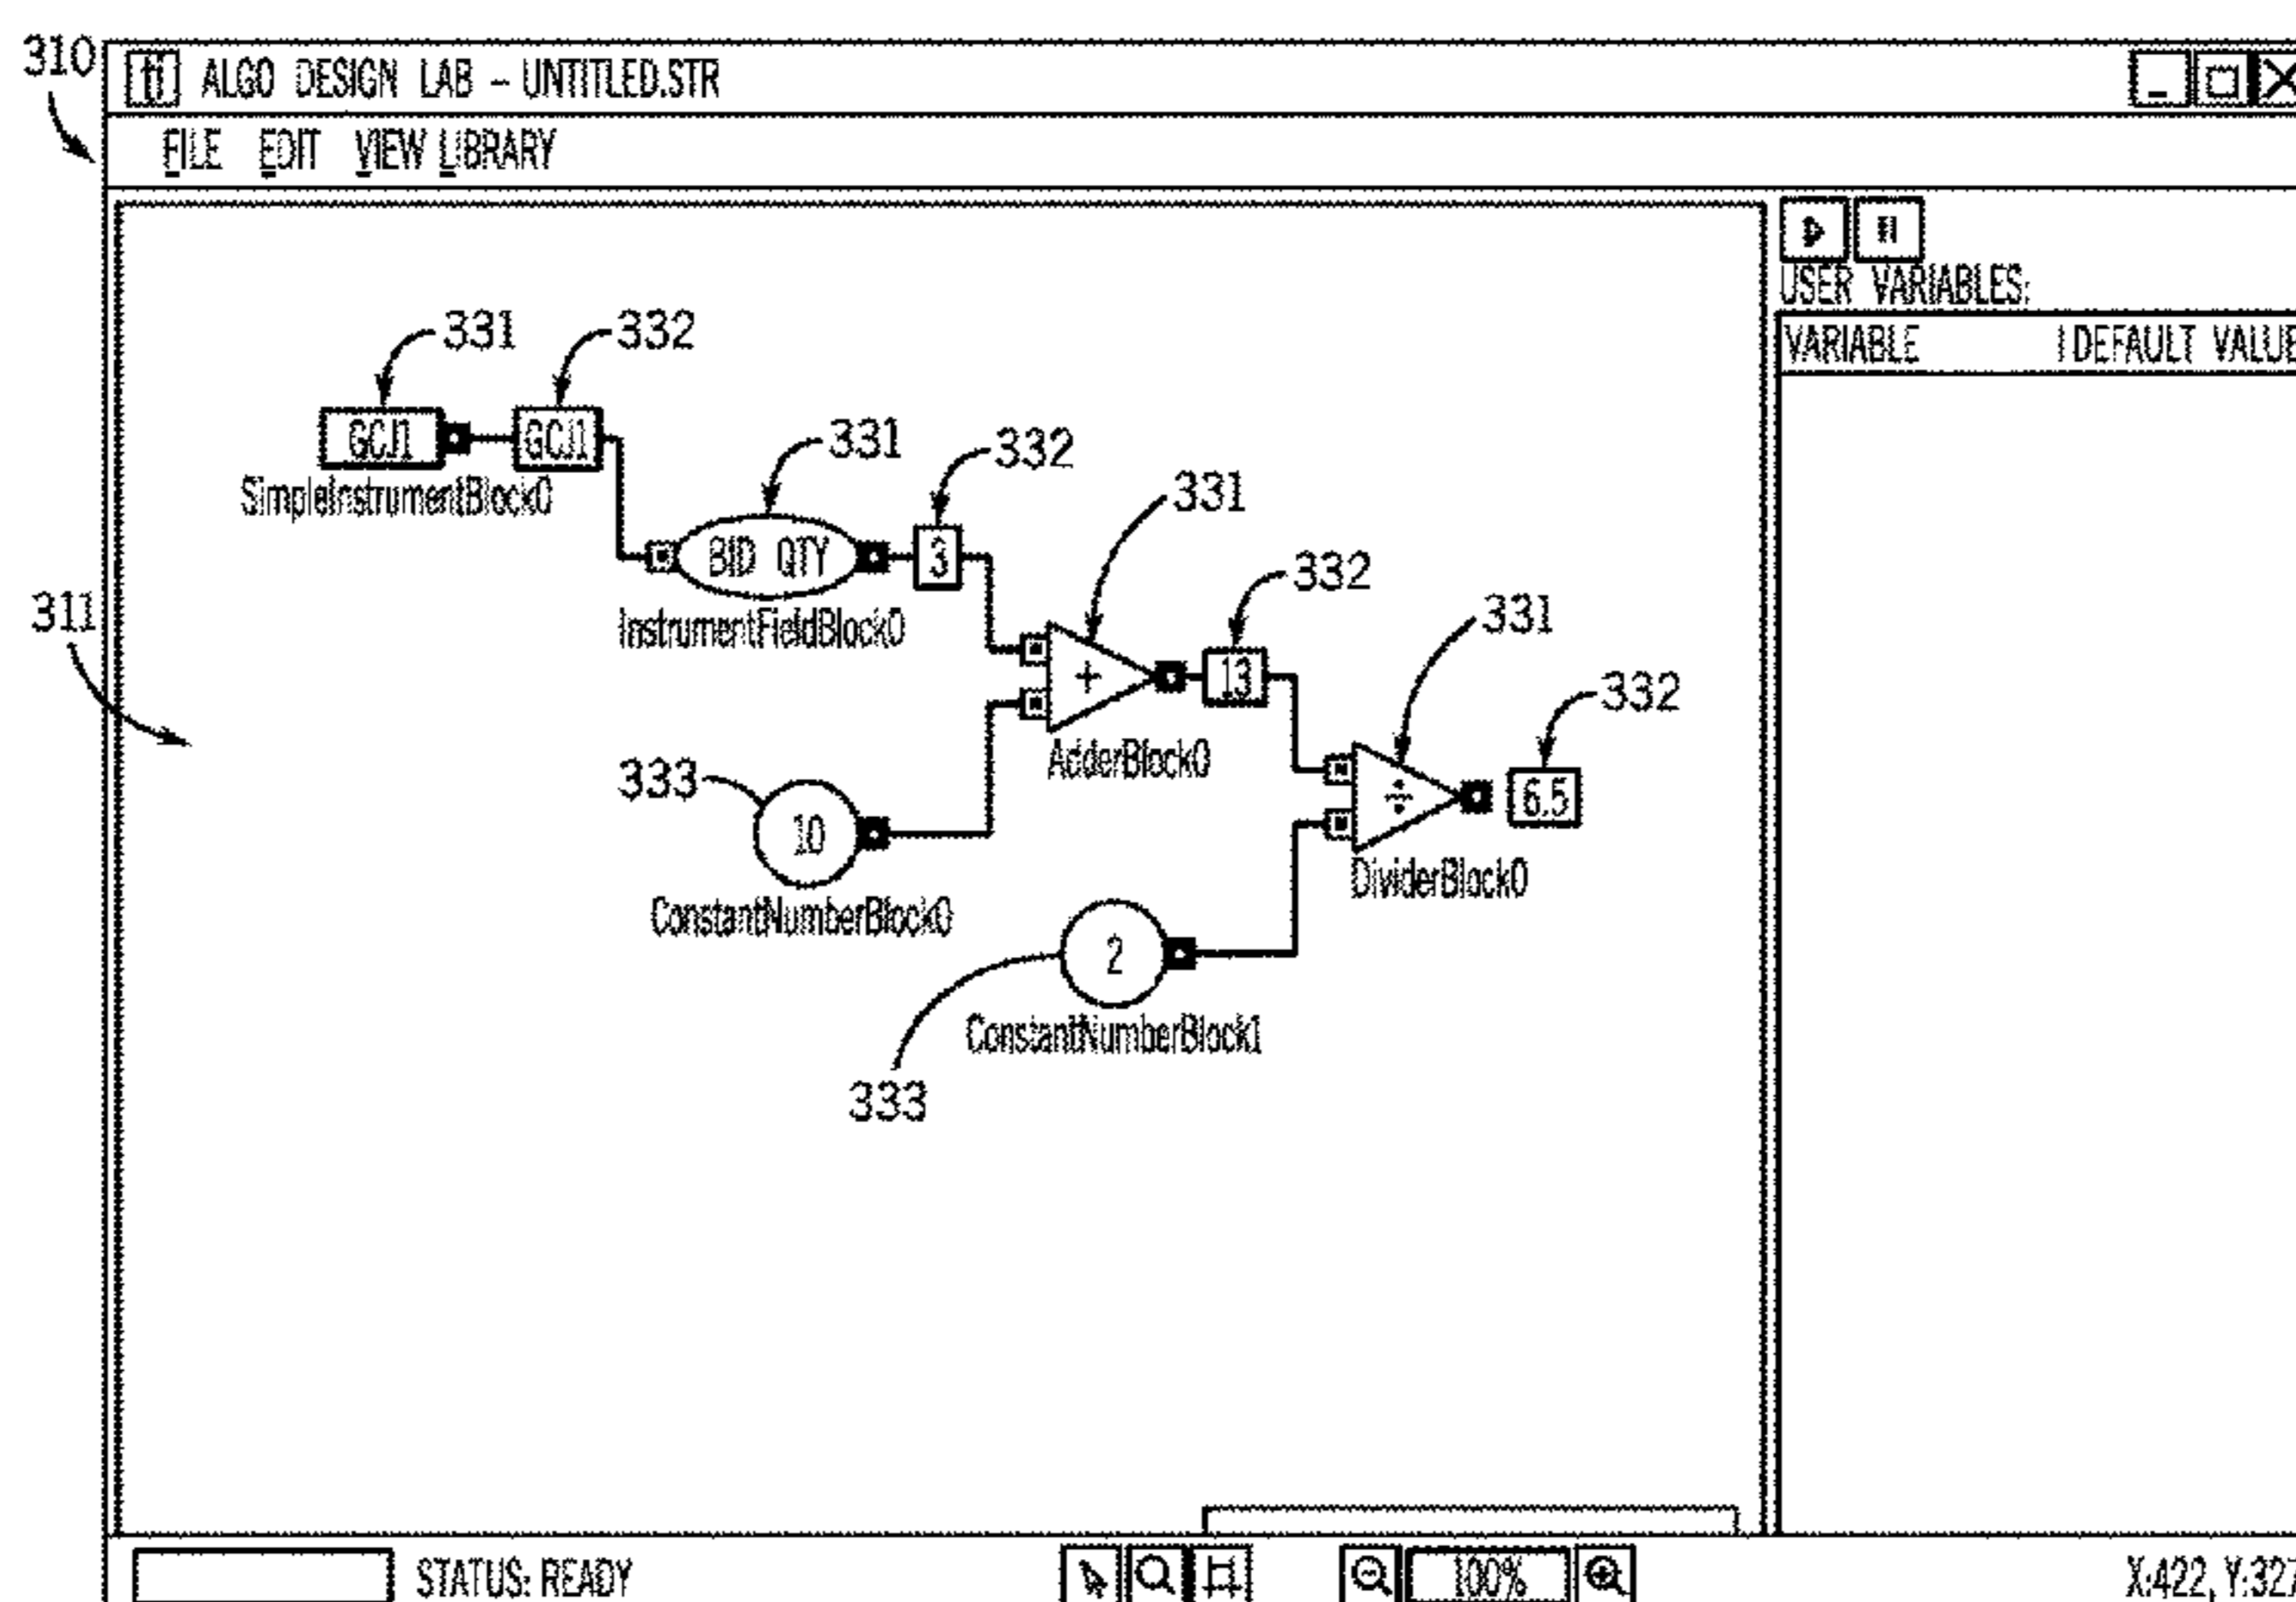 310
ALGO DESIGN LAB – UNTITLED.STR
FILE EDIT VIEW LIBRARY
USER VARIABLES:
VARIABLE | DEFAULT VALUE
331 332
GCJ1 GCJ1
SimpleInstrumentBlock0
331 332
BID QTY 3
InstrumentFieldBlock0
331 332
+ 13
AdderBlock0
311
331 332
÷ 6.5
DividerBlock0
333
10
ConstantNumberBlock0
2
ConstantNumberBlock1
333
STATUS: READY
100%
X:422, Y:327